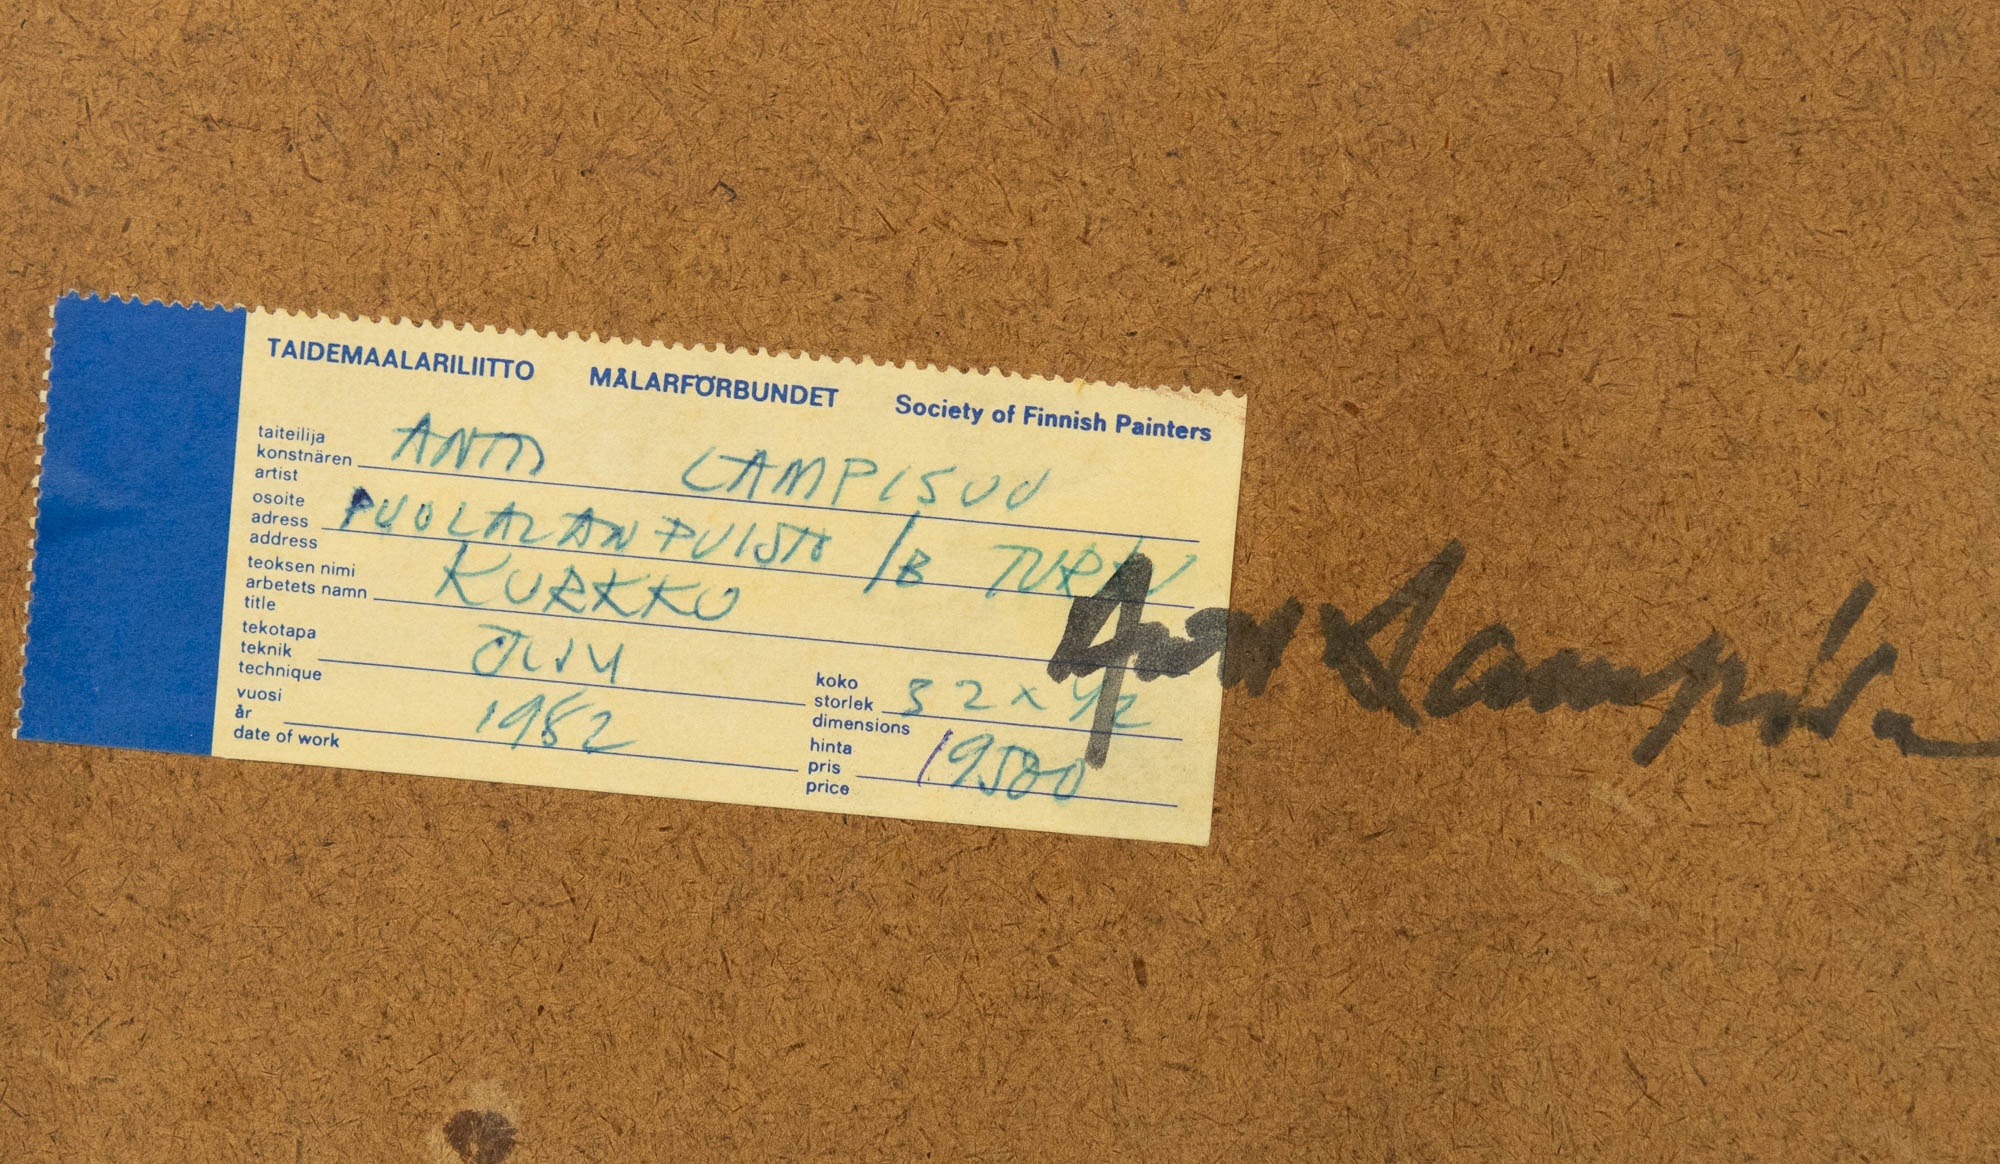 TAIDEMAALARILIITTO MÅLARFÖRBUNDET Society of Finnish Painters
taiteilija
konstnären ANTTI LAMPISUO
artist
osoite
adress PUOLALANPUISTO 1B TURKU
address
teoksen nimi
arbetets namn KURKKO
title
tekotapa
teknik ÖLJY
technique
koko
storlek 32 x 42
dimensions
vuosi
år 1982
date of work
hinta
pris
price